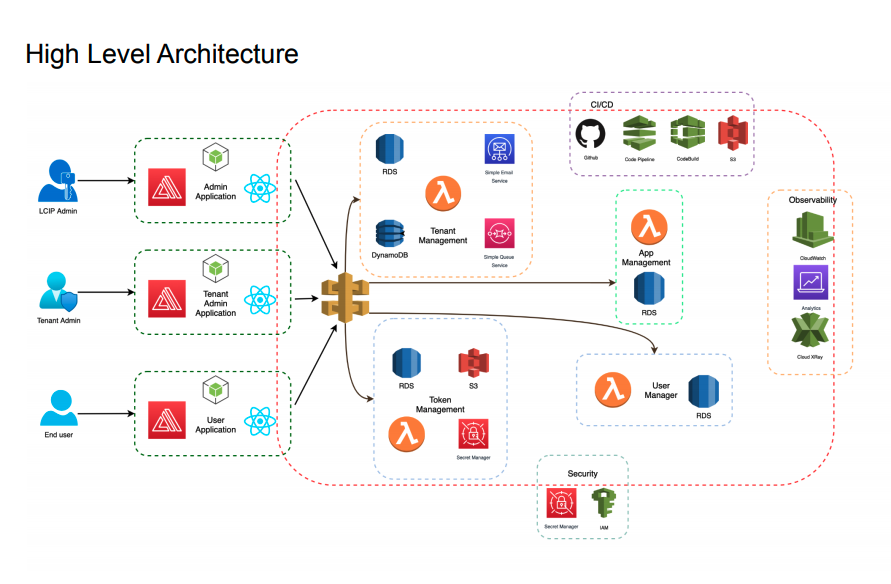 High Level Architecture
CI/CD
Github
Code Pipeline
CodeBuild
S3
LCIP Admin
Admin
Application
RDS
Simple Email
Service
Tenant
Management
DynamoDB
Simple Queue
Service
App
Management
RDS
Observability
CloudWatch
Analytics
Cloud XRay
Tenant Admin
Tenant
Admin
Application
End user
User
Application
RDS
S3
Token
Management
Secret Manager
User
Manager
RDS
Security
Secret Manager
IAM